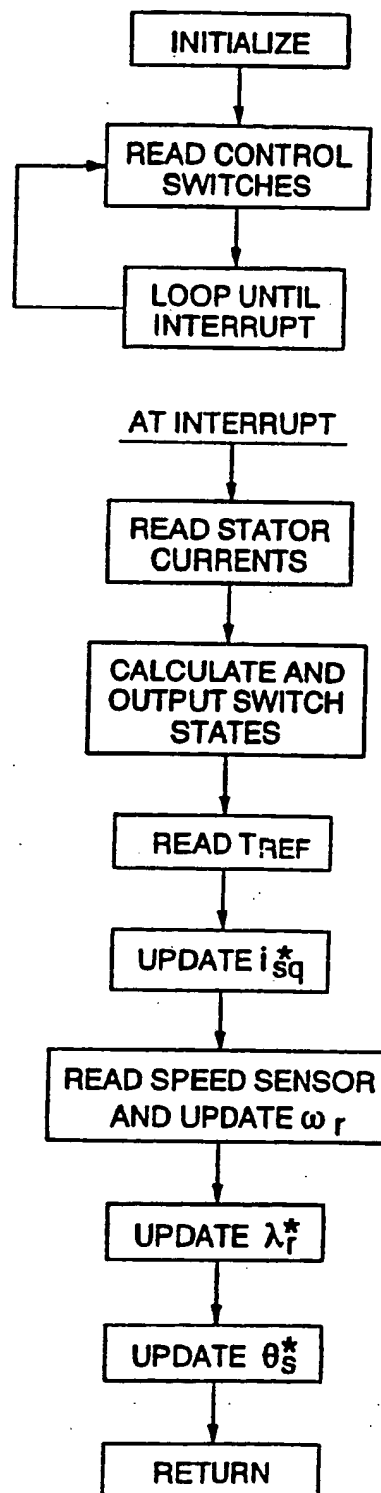 INITIALIZE
READ CONTROL
SWITCHES
LOOP UNTIL
INTERRUPT
AT INTERRUPT
READ STATOR
CURRENTS
CALCULATE AND
OUTPUT SWITCH
STATES
READ TREF
UPDATE i*sq
READ SPEED SENSOR
AND UPDATE ωr
UPDATE λ*r
UPDATE θ*s
RETURN